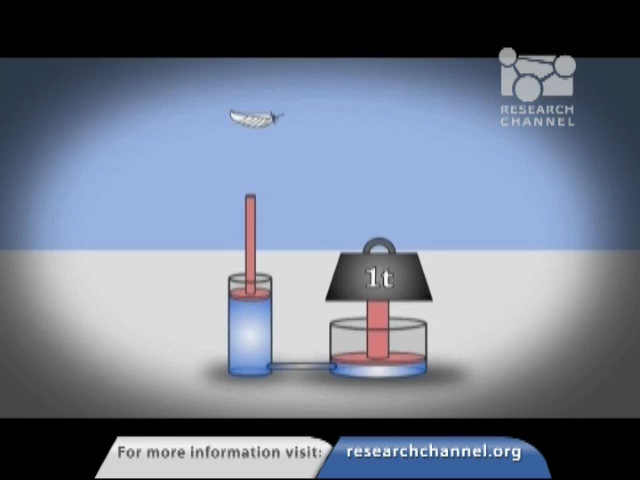 RESEARCH
CHANNEL
1t
For more information visit:
researchchannel.org